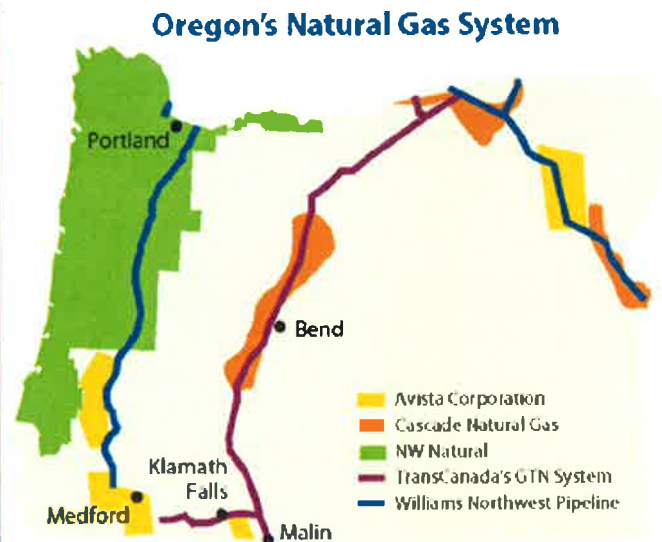 Oregon's Natural Gas System
Portland
Bend
Avista Corporation
Cascade Natural Gas
NW Natural
TransCanada's GTN System
Williams Northwest Pipeline
Klamath
Falls
Medford
Malin